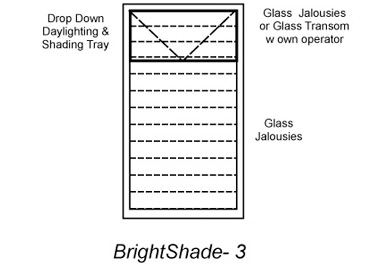 Drop Down
Daylighting &
Shading Tray
Glass Jalousies
or Glass Transom
w own operator
Glass
Jalousies
BrightShade- 3